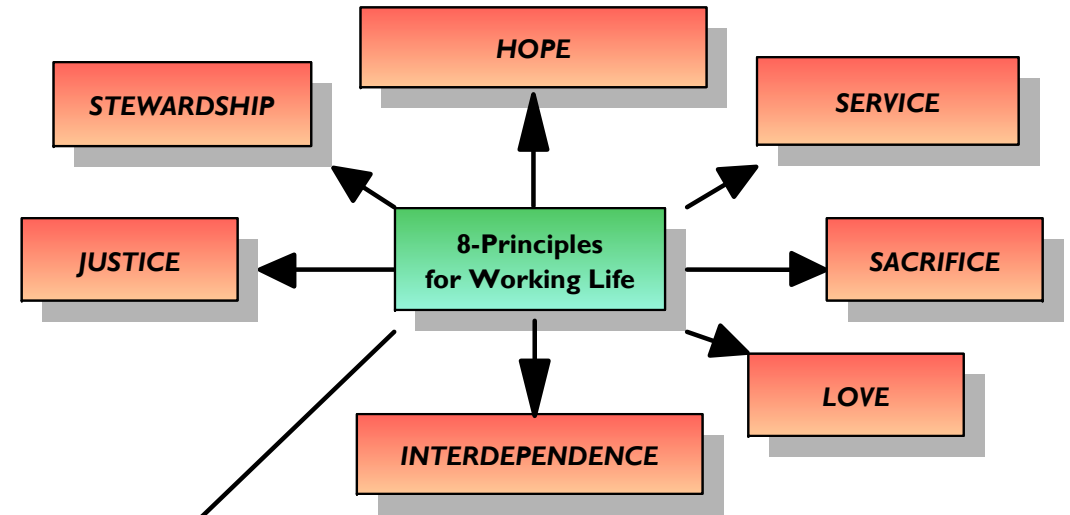 HOPE
STEWARDSHIP
SERVICE
8-Principles
for Working Life
JUSTICE
SACRIFICE
LOVE
INTERDEPENDENCE